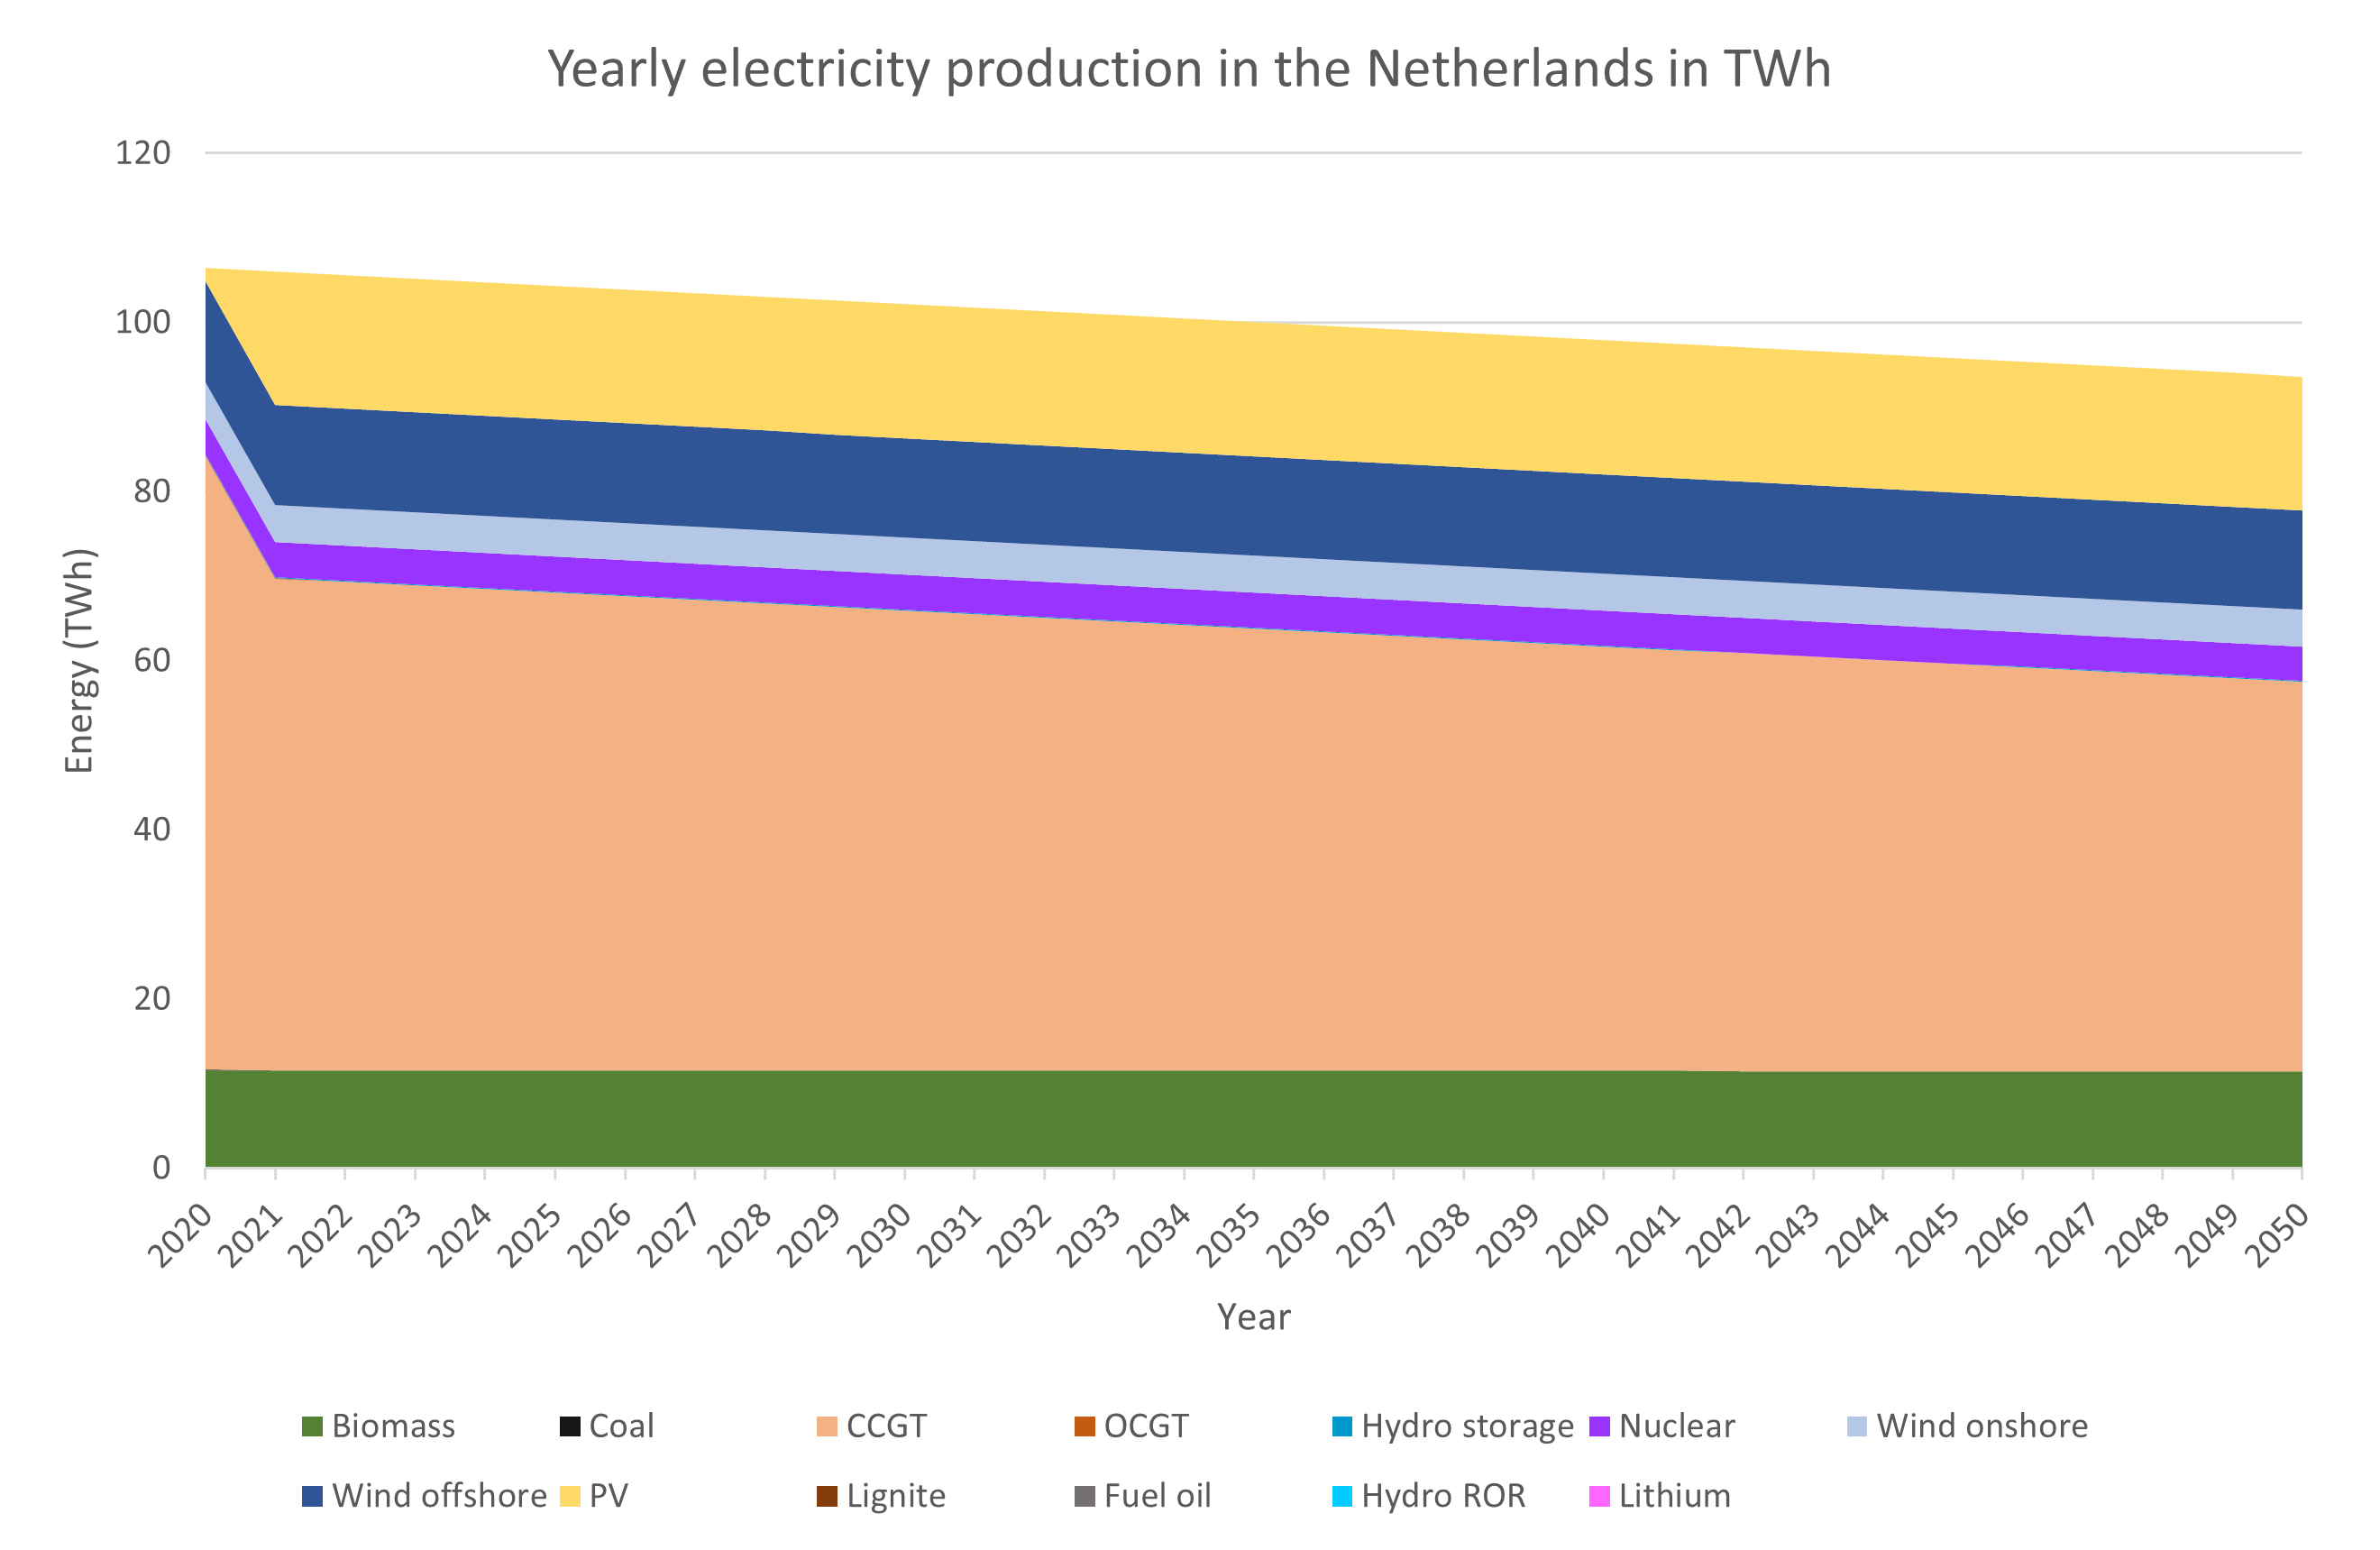 Yearly electricity production in the Netherlands in TWh
120
100
80
60
40
20
0
Energy (TWh)
2020 2021 2022 2023 2024 2025 2026 2027 2028 2029 2030 2031 2032 2033 2034 2035 2036 2037 2038 2039 2040 2041 2042 2043 2044 2045 2046 2047 2048 2049 2050
Year
Biomass Coal CCGT OCGT Hydro storage Nuclear Wind onshore
Wind offshore PV Lignite Fuel oil Hydro ROR Lithium